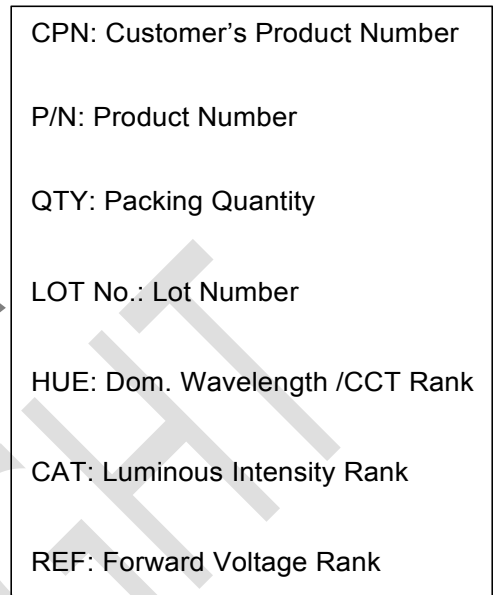 CPN: Customer’s Product Number
P/N: Product Number
QTY: Packing Quantity
LOT No.: Lot Number
HUE: Dom. Wavelength /CCT Rank
CAT: Luminous Intensity Rank
REF: Forward Voltage Rank